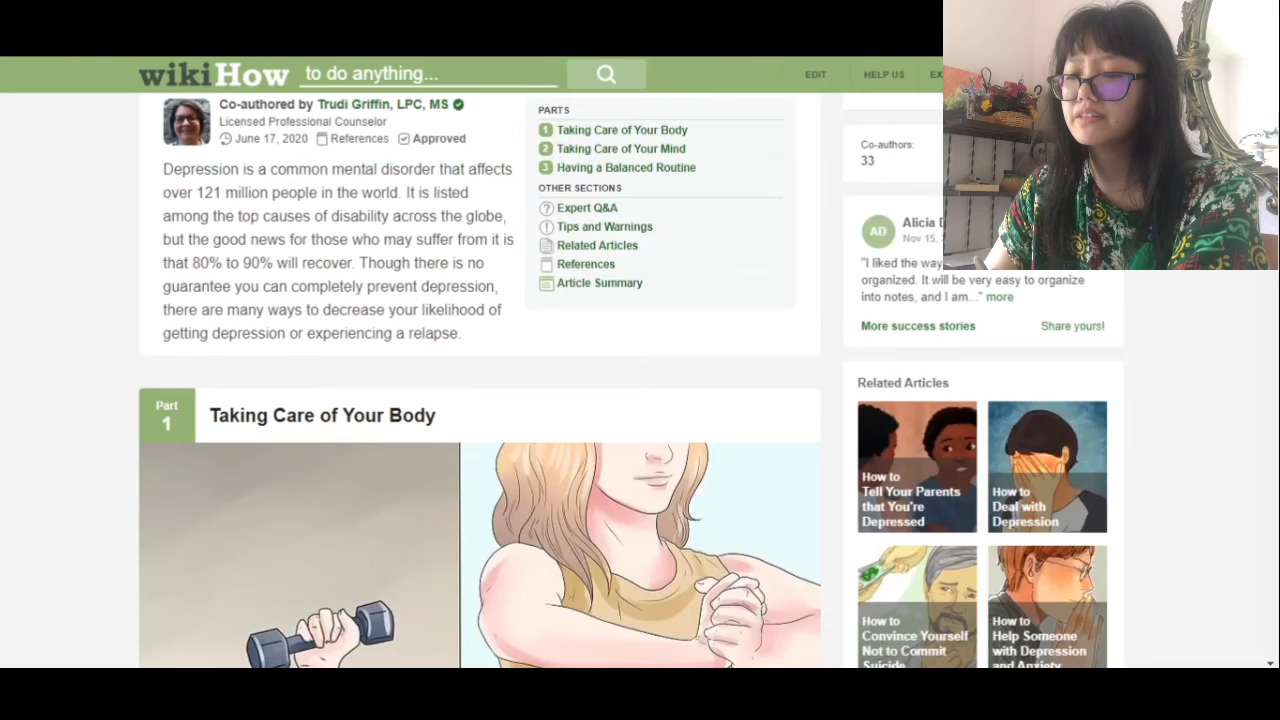 wikiHow to do anything... EDIT HELP US
Co-authored by Trudi Griffin, LPC, MS
Licensed Professional Counselor
June 17, 2020 References Approved
Depression is a common mental disorder that affects
over 121 million people in the world. It is listed
among the top causes of disability across the globe,
but the good news for those who may suffer from it is
that 80% to 90% will recover. Though there is no
guarantee you can completely prevent depression,
there are many ways to decrease your likelihood of
getting depression or experiencing a relapse.
PARTS
1 Taking Care of Your Body
2 Taking Care of Your Mind
3 Having a Balanced Routine
OTHER SECTIONS
? Expert Q&A
! Tips and Warnings
Related Articles
References
Article Summary
Co-authors:
33
AD
Alicia D
Nov 15,
"I liked the way
organized. It will be very easy to organize
into notes, and I am..." more
More success stories Share yours!
Part
1
Taking Care of Your Body
Related Articles
How to
Tell Your Parents
that You're
Depressed
How to
Deal with
Depression
How to
Convince Yourself
Not to Commit
Suicide
How to
Help Someone
with Depression
and Anxiety